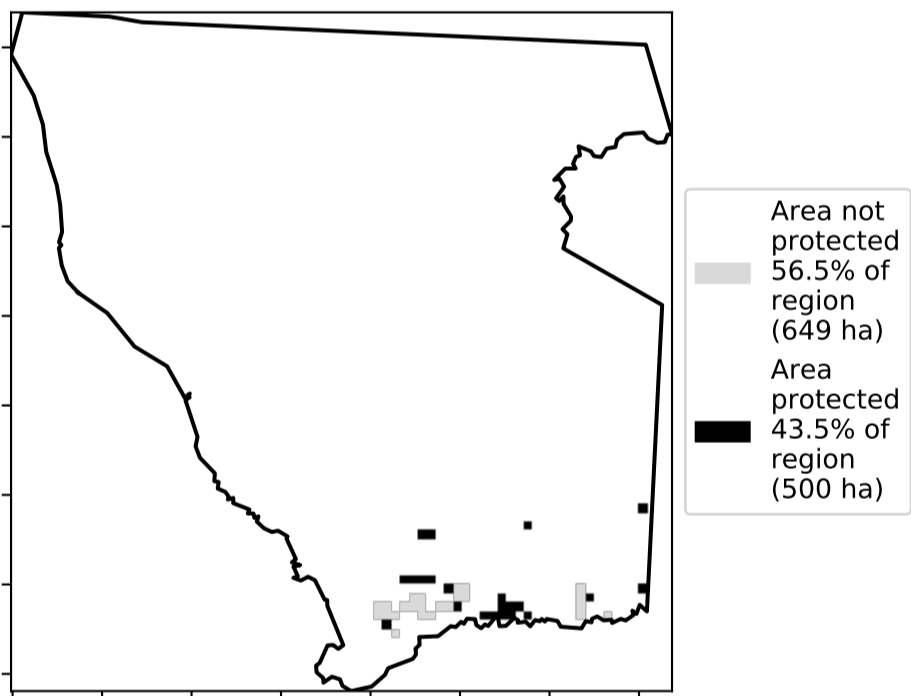 Area not
protected
56.5% of
region
(649 ha)
Area
protected
43.5% of
region
(500 ha)